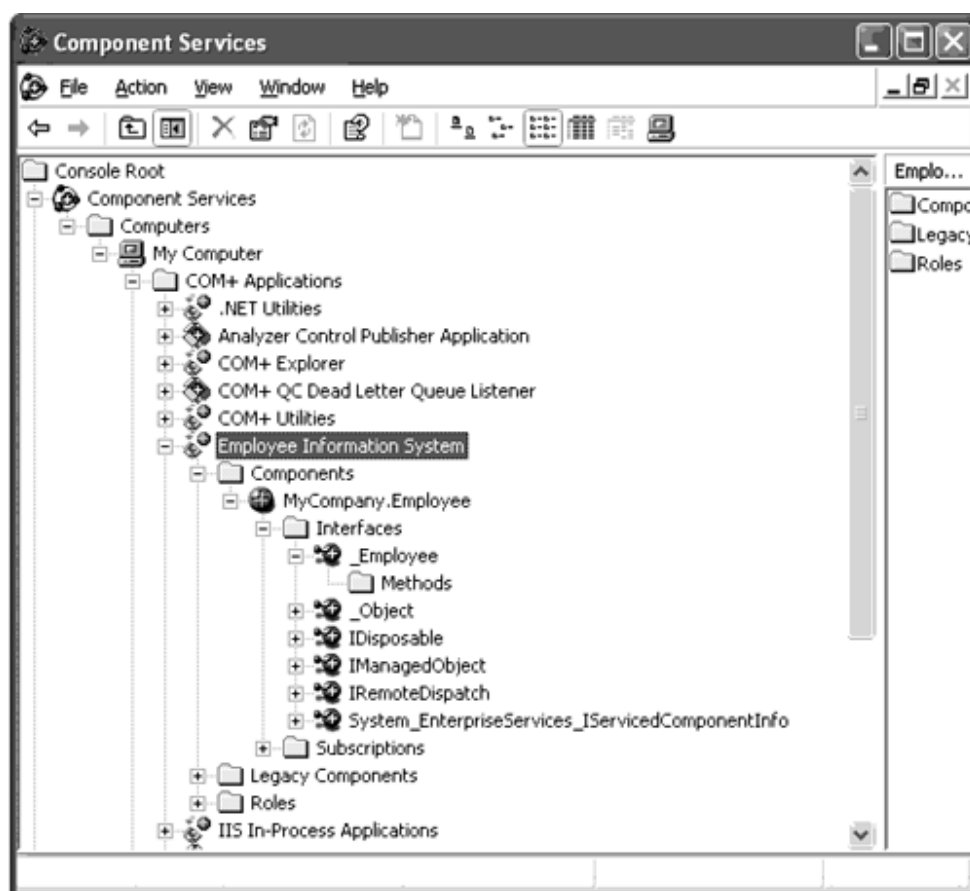 Component Services
File Action View Window Help
Console Root
Component Services
Computers
My Computer
COM+ Applications
.NET Utilities
Analyzer Control Publisher Application
COM+ Explorer
COM+ QC Dead Letter Queue Listener
COM+ Utilities
Employee Information System
Components
MyCompany.Employee
Interfaces
_Employee
Methods
_Object
IDisposable
IManagedObject
IRemoteDispatch
System_EnterpriseServices_IServicedComponentInfo
Subscriptions
Legacy Components
Roles
IIS In-Process Applications
Emplo...
Compo
Legacy
Roles